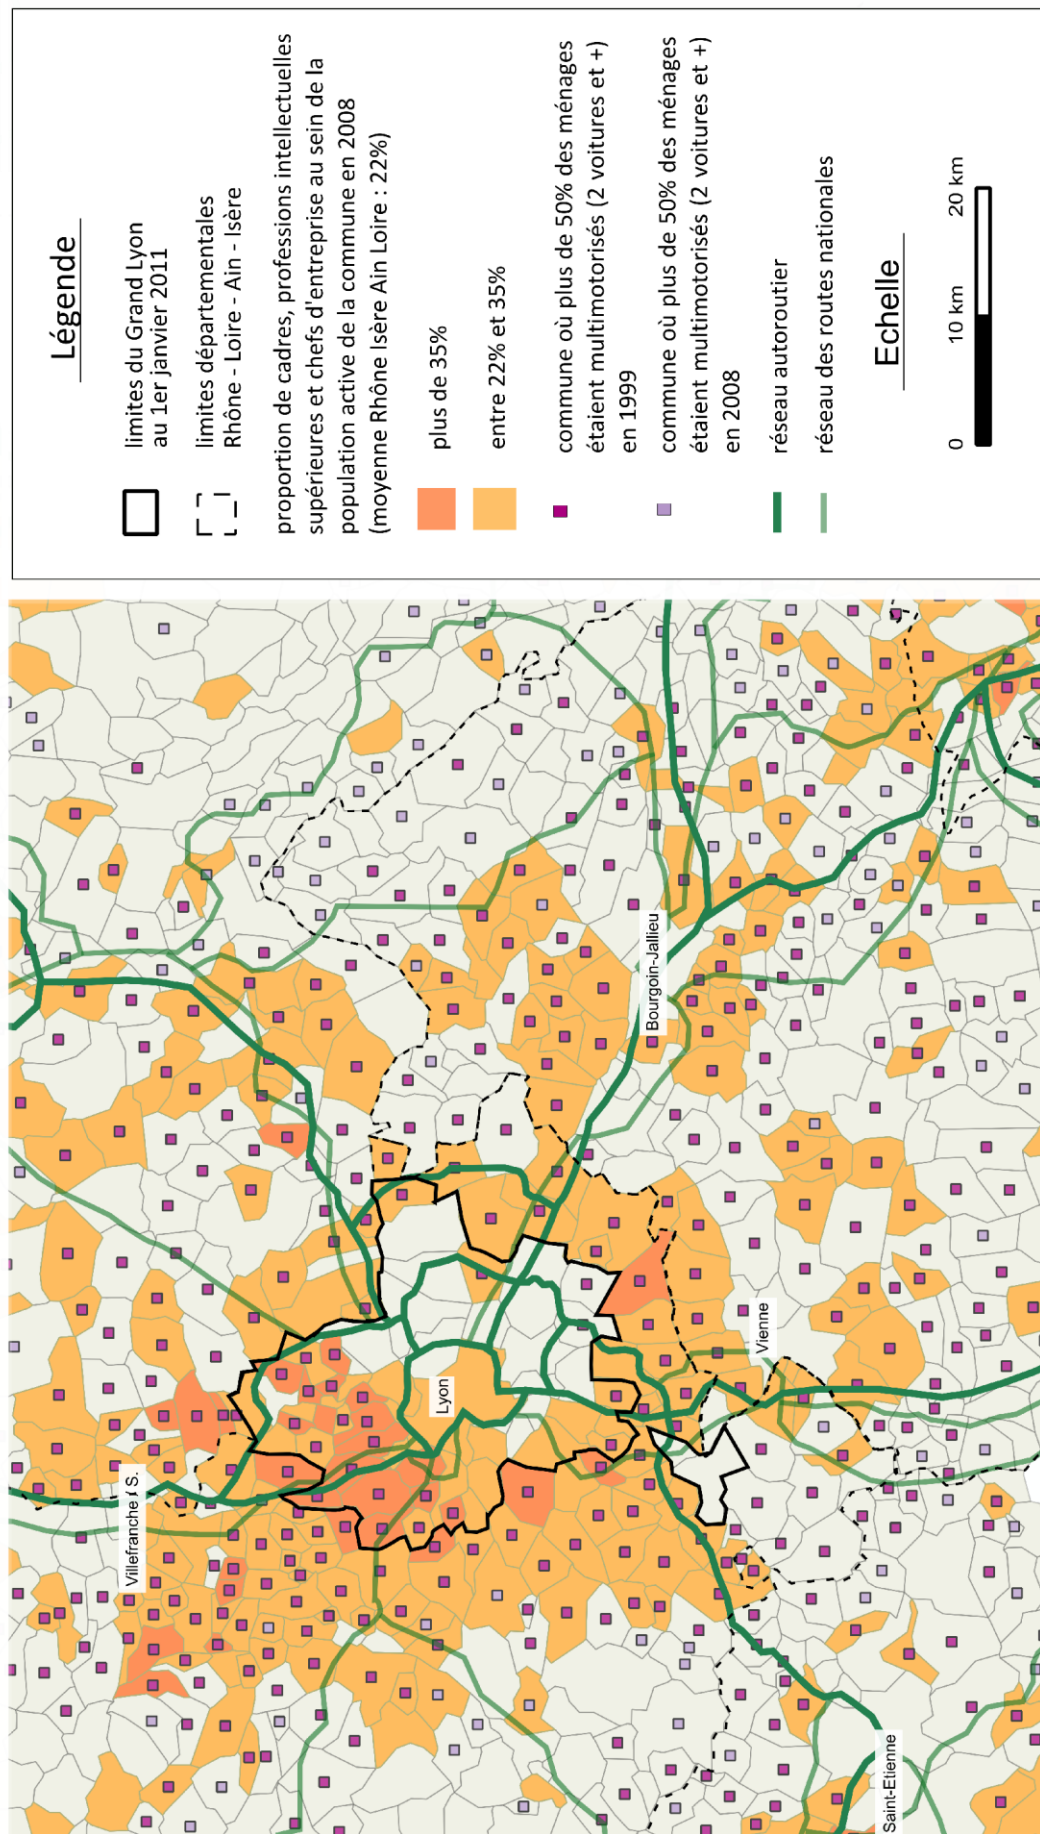 Légende
limites du Grand Lyon
au 1er janvier 2011
limites départementales
Rhône - Loire - Ain - Isère
proportion de cadres, professions intellectuelles
supérieures et chefs d'entreprise au sein de la
population active de la commune en 2008
(moyenne Rhône Isère Ain Loire : 22%)
plus de 35%
entre 22% et 35%
commune où plus de 50% des ménages
étaient multimotorisés (2 voitures et +)
en 1999
commune où plus de 50% des ménages
étaient multimotorisés (2 voitures et +)
en 2008
réseau autoroutier
réseau des routes nationales
Echelle
0 10 km 20 km
Villefranche / S.
Lyon
Bourgoin-Jallieu
Vienne
Saint-Etienne